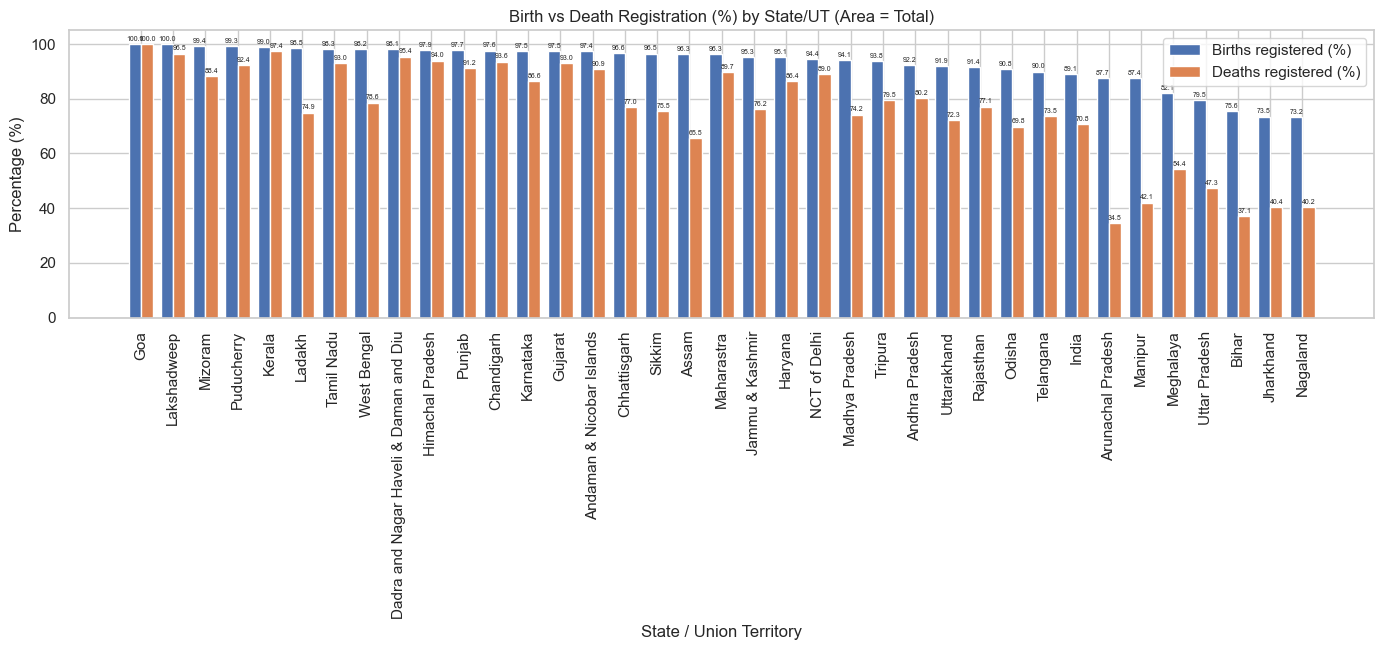 Birth vs Death Registration (%) by State/UT (Area = Total)
Births registered (%)
Deaths registered (%)
Percentage (%)
100
80
60
40
20
0
100.0 100.0 96.5 99.4 88.4 99.3 92.4 99.0 97.4 98.5 74.9 98.3 93.0 98.2 78.6 98.1 95.4 97.9 94.0 97.7 91.2 97.6 93.6 97.5 86.6 97.5 93.0 97.4 90.9 96.6 77.0 96.5 75.5 96.3 65.8 96.3 89.7 95.3 76.2 95.1 86.4 94.4 89.0 94.1 74.2 93.8 79.5 92.2 80.2 91.9 72.3 91.4 77.1 90.8 69.8 90.0 73.5 89.1 70.8 87.7 34.5 87.4 42.1 54.4 79.5 47.3 75.6 37.1 73.5 40.4 73.2 40.2
Goa
Lakshadweep
Mizoram
Puducherry
Kerala
Ladakh
Tamil Nadu
West Bengal
Dadra and Nagar Haveli & Daman and Diu
Himachal Pradesh
Punjab
Chandigarh
Karnataka
Gujarat
Andaman & Nicobar Islands
Chhattisgarh
Sikkim
Assam
Maharastra
Jammu & Kashmir
Haryana
NCT of Delhi
Madhya Pradesh
Tripura
Andhra Pradesh
Uttarakhand
Rajasthan
Odisha
Telangana
India
Arunachal Pradesh
Manipur
Meghalaya
Uttar Pradesh
Bihar
Jharkhand
Nagaland
State / Union Territory